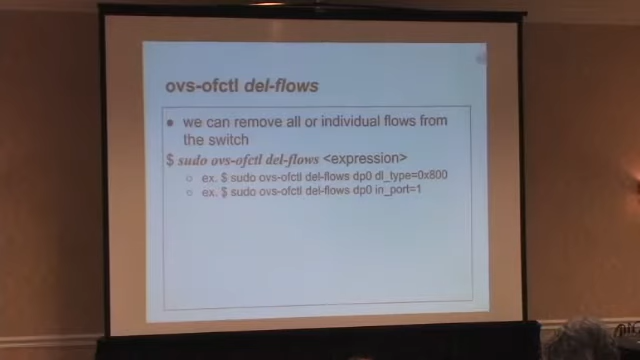 ovs-ofctl del-flows
● we can remove all or individual flows from
the switch
$ sudo ovs-ofctl del-flows <expression>
○ ex. $ sudo ovs-ofctl del-flows dp0 dl_type=0x800
○ ex. $ sudo ovs-ofctl del-flows dp0 in_port=1